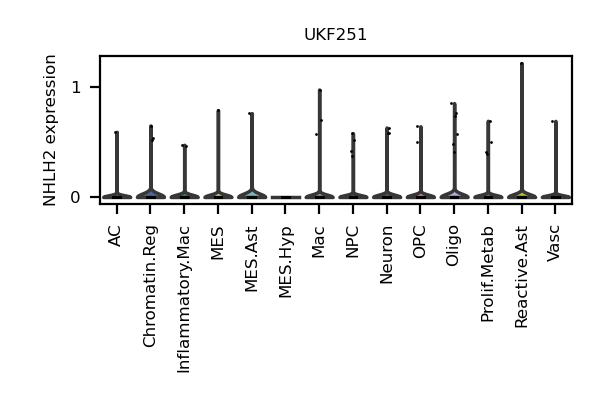 UKF251
NHLH2 expression
1
0
AC
Chromatin.Reg
Inflammatory.Mac
MES
MES.Ast
MES.Hyp
Mac
NPC
Neuron
OPC
Oligo
Prolif.Metab
Reactive.Ast
Vasc